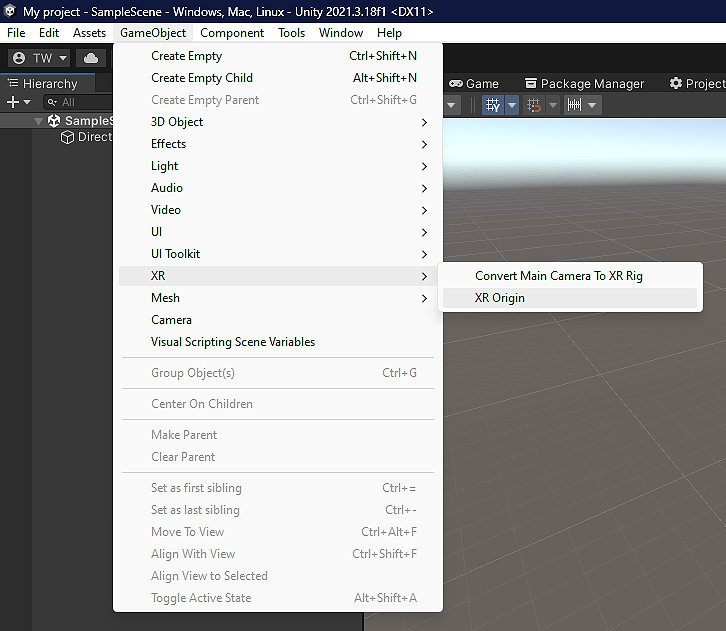 My project - SampleScene - Windows, Mac, Linux - Unity 2021.3.18f1 <DX11>
File Edit Assets GameObject Component Tools Window Help
TW
Hierarchy
All
SampleS
Direct
Game Package Manager Project
Create Empty Ctrl+Shift+N
Create Empty Child Alt+Shift+N
Create Empty Parent Ctrl+Shift+G
3D Object
Effects
Light
Audio
Video
UI
UI Toolkit
XR
Convert Main Camera To XR Rig
XR Origin
Mesh
Camera
Visual Scripting Scene Variables
Group Object(s) Ctrl+G
Center On Children
Make Parent
Clear Parent
Set as first sibling Ctrl+=
Set as last sibling Ctrl+-
Move To View Ctrl+Alt+F
Align With View Ctrl+Shift+F
Align View to Selected
Toggle Active State Alt+Shift+A